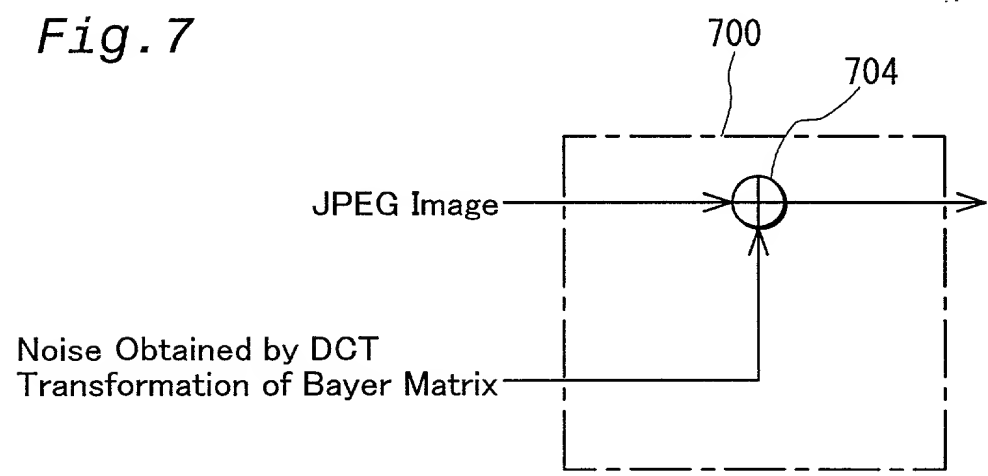 Fig.7
700
704
JPEG Image
Noise Obtained by DCT
Transformation of Bayer Matrix